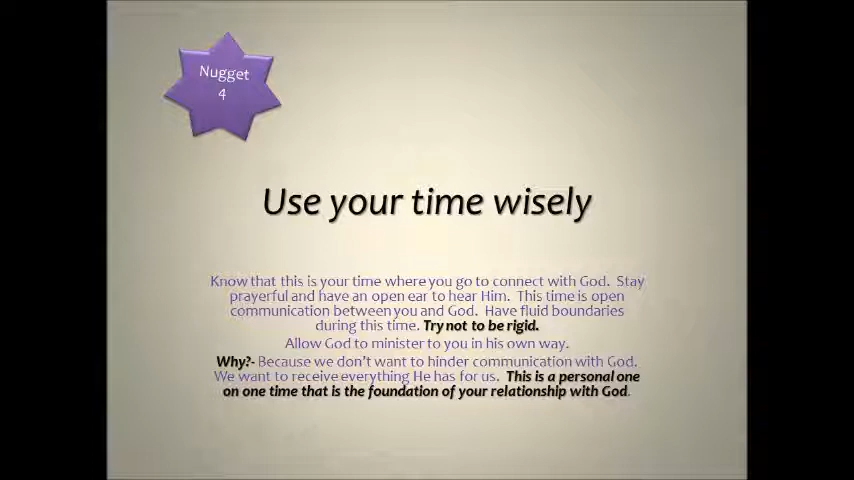 Nugget
4
Use your time wisely
Know that this is your time where you go to connect with God. Stay
prayerful and have an open ear to hear Him. This time is open
communication between you and God. Have fluid boundaries
during this time. Try not to be rigid.
Allow God to minister to you in his own way.
Why?- Because we don't want to hinder communication with God.
We want to receive everything He has for us. This is a personal one
on one time that is the foundation of your relationship with God.